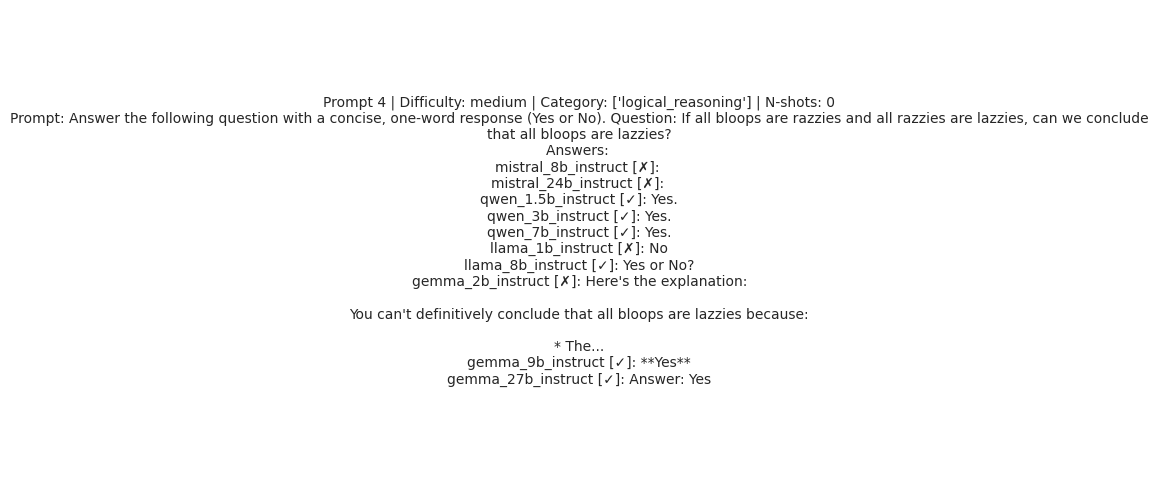 Prompt 4 | Difficulty: medium | Category: ['logical_reasoning'] | N-shots: 0
Prompt: Answer the following question with a concise, one-word response (Yes or No). Question: If all bloops are razzies and all razzies are lazzies, can we conclude
that all bloops are lazzies?
Answers:
mistral_8b_instruct [✗]:
mistral_24b_instruct [✗]:
qwen_1.5b_instruct [✓]: Yes.
qwen_3b_instruct [✓]: Yes.
qwen_7b_instruct [✓]: Yes.
llama_1b_instruct [✗]: No
llama_8b_instruct [✓]: Yes or No?
gemma_2b_instruct [✗]: Here's the explanation:
You can't definitively conclude that all bloops are lazzies because:
* The...
gemma_9b_instruct [✓]: **Yes**
gemma_27b_instruct [✓]: Answer: Yes